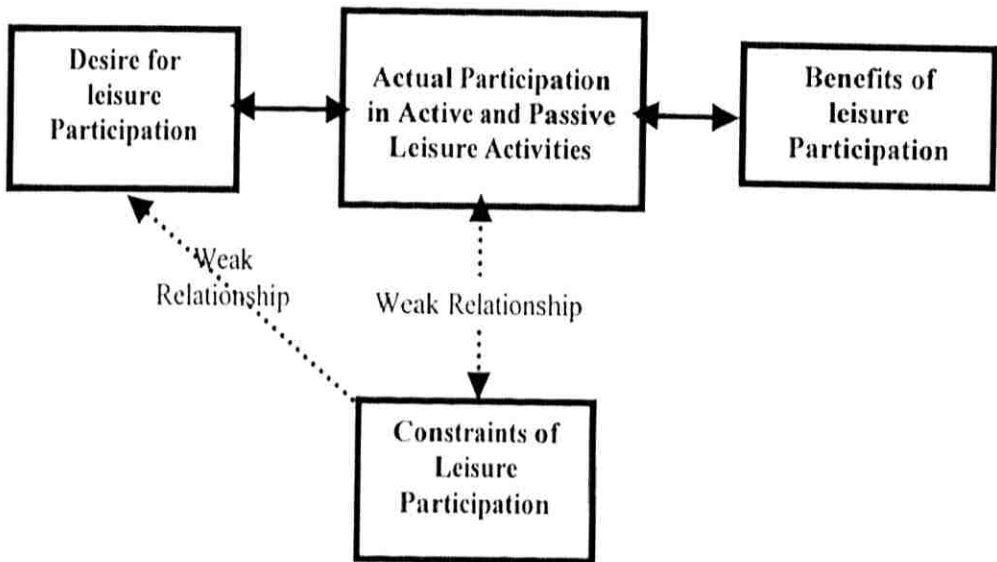 Desire for
leisure
Participation
Actual Participation
in Active and Passive
Leisure Activities
Benefits of
leisure
Participation
Weak
Relationship
Weak Relationship
Constraints of
Leisure
Participation